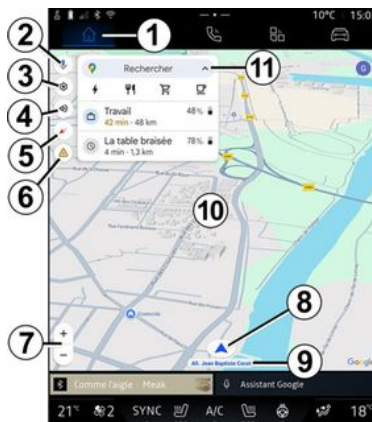 10°C 15:0
1
2
3
4
5
6
7
8
9
10
11
Rechercher
G
Travail
42 min · 48 km
48%
La table braisée
4 min · 1,3 km
78%
+
−
All. Jean Baptiste Corot
Google
Comme l'aigle - Meak
Assistant Google
21°
2
SYNC
A/C
18°